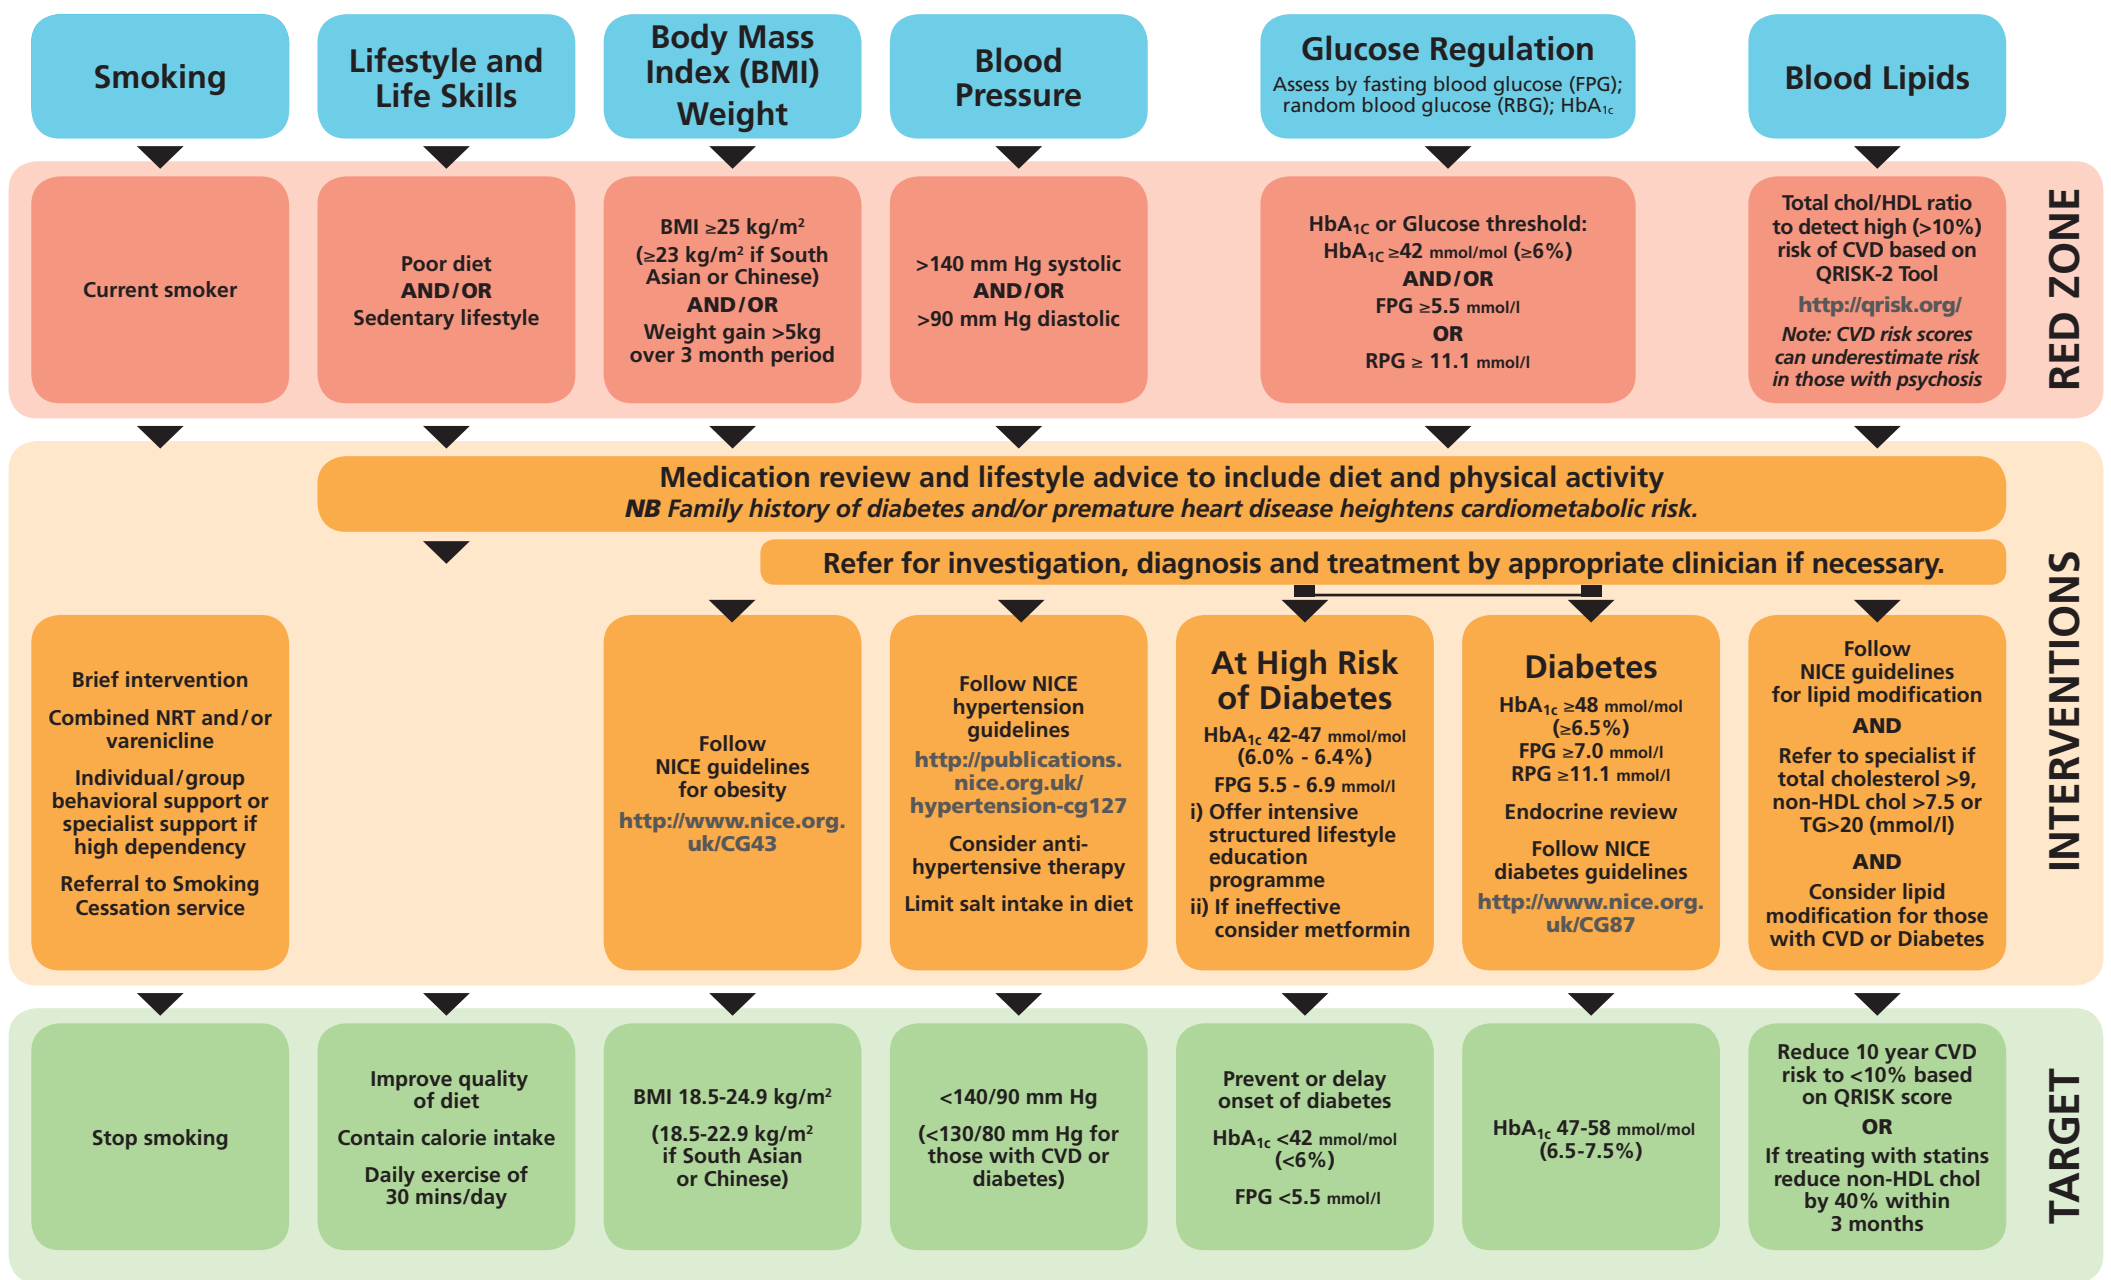 Smoking
Lifestyle and
Life Skills
Body Mass
Index (BMI)
Weight
Blood
Pressure
Glucose Regulation
Assess by fasting blood glucose (FPG);
random blood glucose (RBG); HbA1c
Blood Lipids
Current smoker
Poor diet
AND/OR
Sedentary lifestyle
BMI ≥25 kg/m²
(≥23 kg/m² if South
Asian or Chinese)
AND/OR
Weight gain >5kg
over 3 month period
>140 mm Hg systolic
AND/OR
>90 mm Hg diastolic
HbA1C or Glucose threshold:
HbA1C ≥42 mmol/mol (≥6%)
AND/OR
FPG ≥5.5 mmol/l
OR
RPG ≥ 11.1 mmol/l
Total chol/HDL ratio
to detect high (>10%)
risk of CVD based on
QRISK-2 Tool
http://qrisk.org/
Note: CVD risk scores
can underestimate risk
in those with psychosis
RED ZONE
Medication review and lifestyle advice to include diet and physical activity
NB Family history of diabetes and/or premature heart disease heightens cardiometabolic risk.
Refer for investigation, diagnosis and treatment by appropriate clinician if necessary.
Brief intervention
Combined NRT and/or
varenicline
Individual/group
behavioral support or
specialist support if
high dependency
Referral to Smoking
Cessation service
Follow
NICE guidelines
for obesity
http://www.nice.org.
uk/CG43
Follow NICE
hypertension
guidelines
http://publications.
nice.org.uk/
hypertension-cg127
Consider anti-
hypertensive therapy
Limit salt intake in diet
At High Risk
of Diabetes
HbA1c 42-47 mmol/mol
(6.0% - 6.4%)
FPG 5.5 - 6.9 mmol/l
i) Offer intensive
structured lifestyle
education
programme
ii) If ineffective
consider metformin
Diabetes
HbA1c ≥48 mmol/mol
(≥6.5%)
FPG ≥7.0 mmol/l
RPG ≥11.1 mmol/l
Endocrine review
Follow NICE
diabetes guidelines
http://www.nice.org.
uk/CG87
Follow
NICE guidelines
for lipid modification
AND
Refer to specialist if
total cholesterol >9,
non-HDL chol >7.5 or
TG>20 (mmol/l)
AND
Consider lipid
modification for those
with CVD or Diabetes
INTERVENTIONS
Stop smoking
Improve quality
of diet
Contain calorie intake
Daily exercise of
30 mins/day
BMI 18.5-24.9 kg/m²
(18.5-22.9 kg/m²
if South Asian
or Chinese)
<140/90 mm Hg
(<130/80 mm Hg for
those with CVD or
diabetes)
Prevent or delay
onset of diabetes
HbA1c <42 mmol/mol
(<6%)
FPG <5.5 mmol/l
HbA1c 47-58 mmol/mol
(6.5-7.5%)
Reduce 10 year CVD
risk to <10% based
on QRISK score
OR
If treating with statins
reduce non-HDL chol
by 40% within
3 months
TARGET